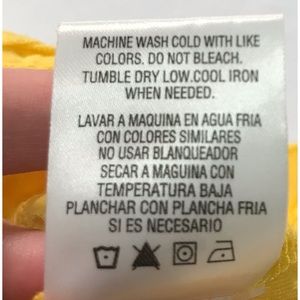 MACHINE WASH COLD WITH LIKE
COLORS. DO NOT BLEACH.
TUMBLE DRY LOW.COOL IRON
WHEN NEEDED.
LAVAR A MAQUINA EN AGUA FRIA
CON COLORES SIMILARES
NO USAR BLANQUEADOR
SECAR A MAGUINA CON
TEMPERATURA BAJA
PLANCHAR CON PLANCHA FRIA
SI ES NECESARIO